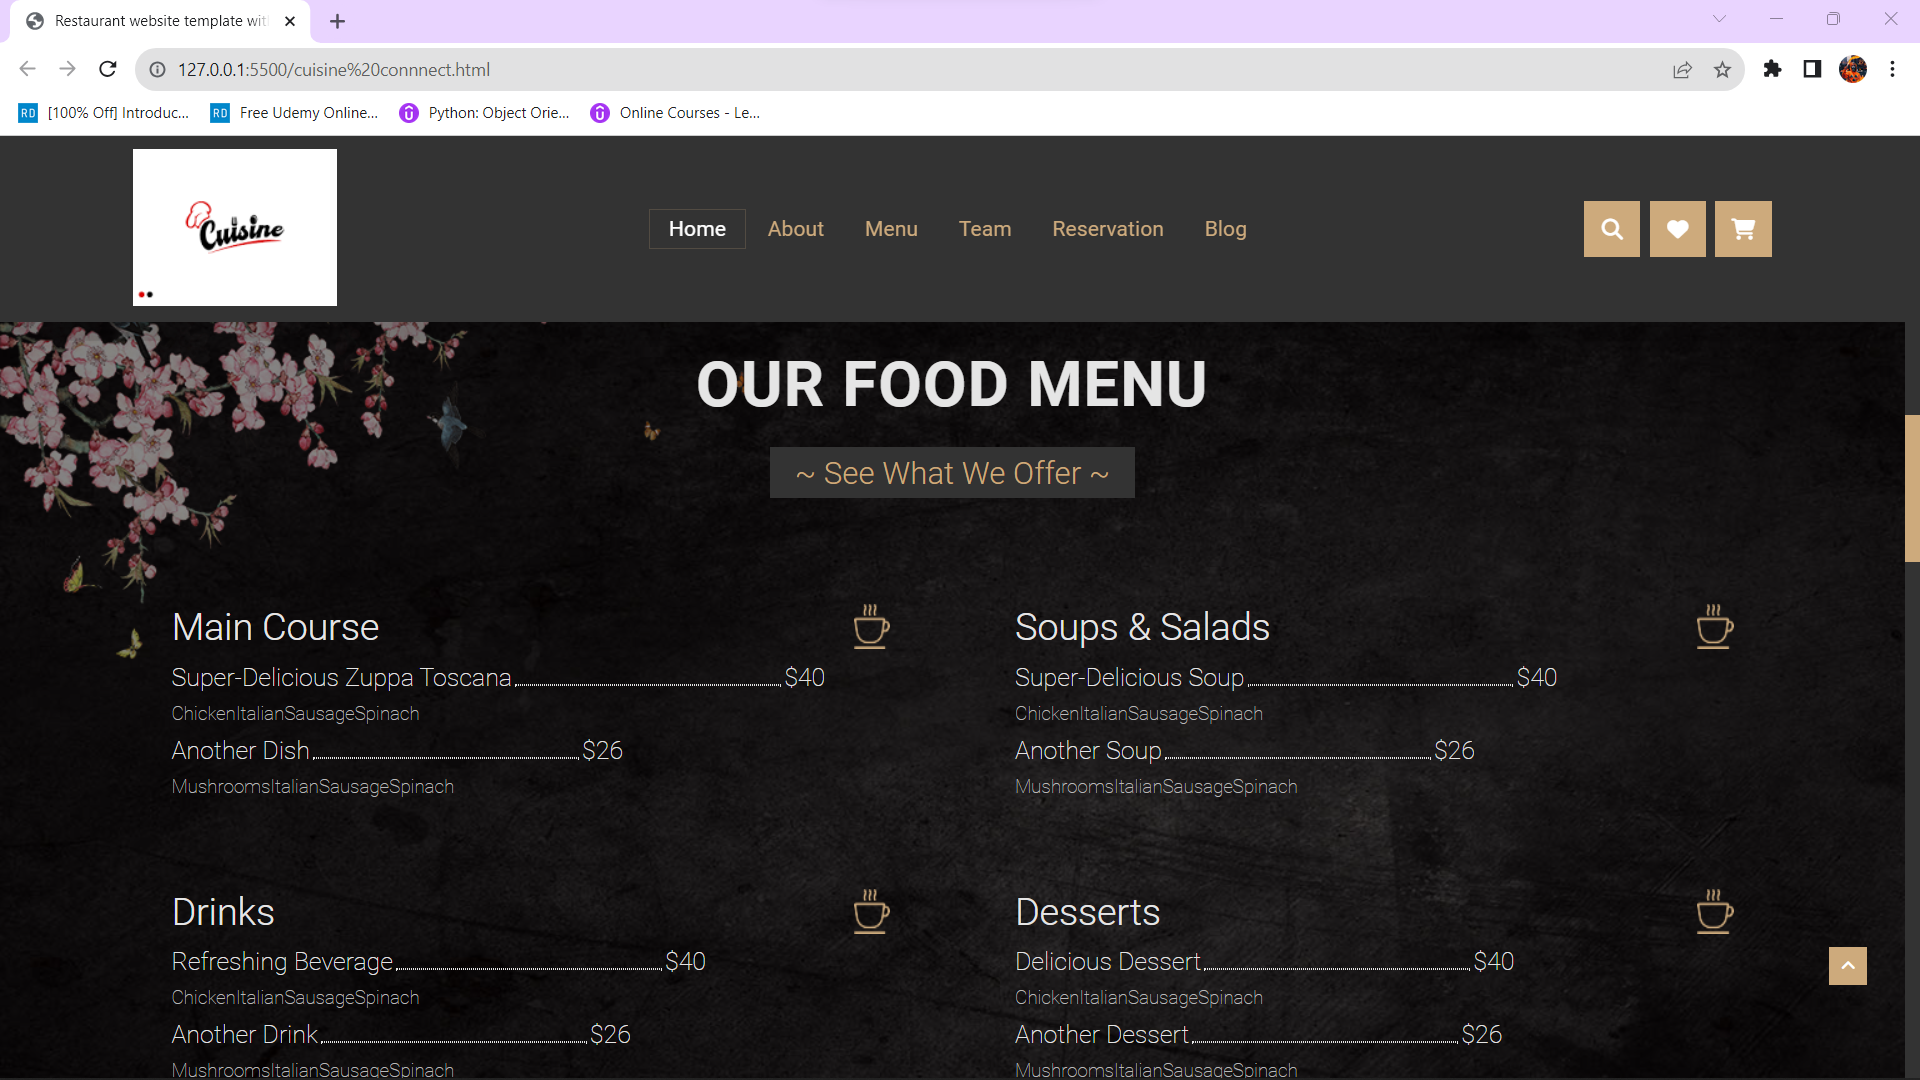 Restaurant website template wit
127.0.0.1:5500/cuisine%20connnect.html
RD [100% Off] Introduc...
RD Free Udemy Online...
Python: Object Orie...
Online Courses - Le...
Cuisine
Home
About
Menu
Team
Reservation
Blog
OUR FOOD MENU
~ See What We Offer ~
Main Course
Super-Delicious Zuppa Toscana $40
ChickenItalianSausageSpinach
Another Dish $26
MushroomsItalianSausageSpinach
Soups & Salads
Super-Delicious Soup $40
ChickenItalianSausageSpinach
Another Soup $26
MushroomsItalianSausageSpinach
Drinks
Refreshing Beverage $40
ChickenItalianSausageSpinach
Another Drink $26
MushroomsItalianSausageSpinach
Desserts
Delicious Dessert $40
ChickenItalianSausageSpinach
Another Dessert $26
MushroomsItalianSausageSpinach